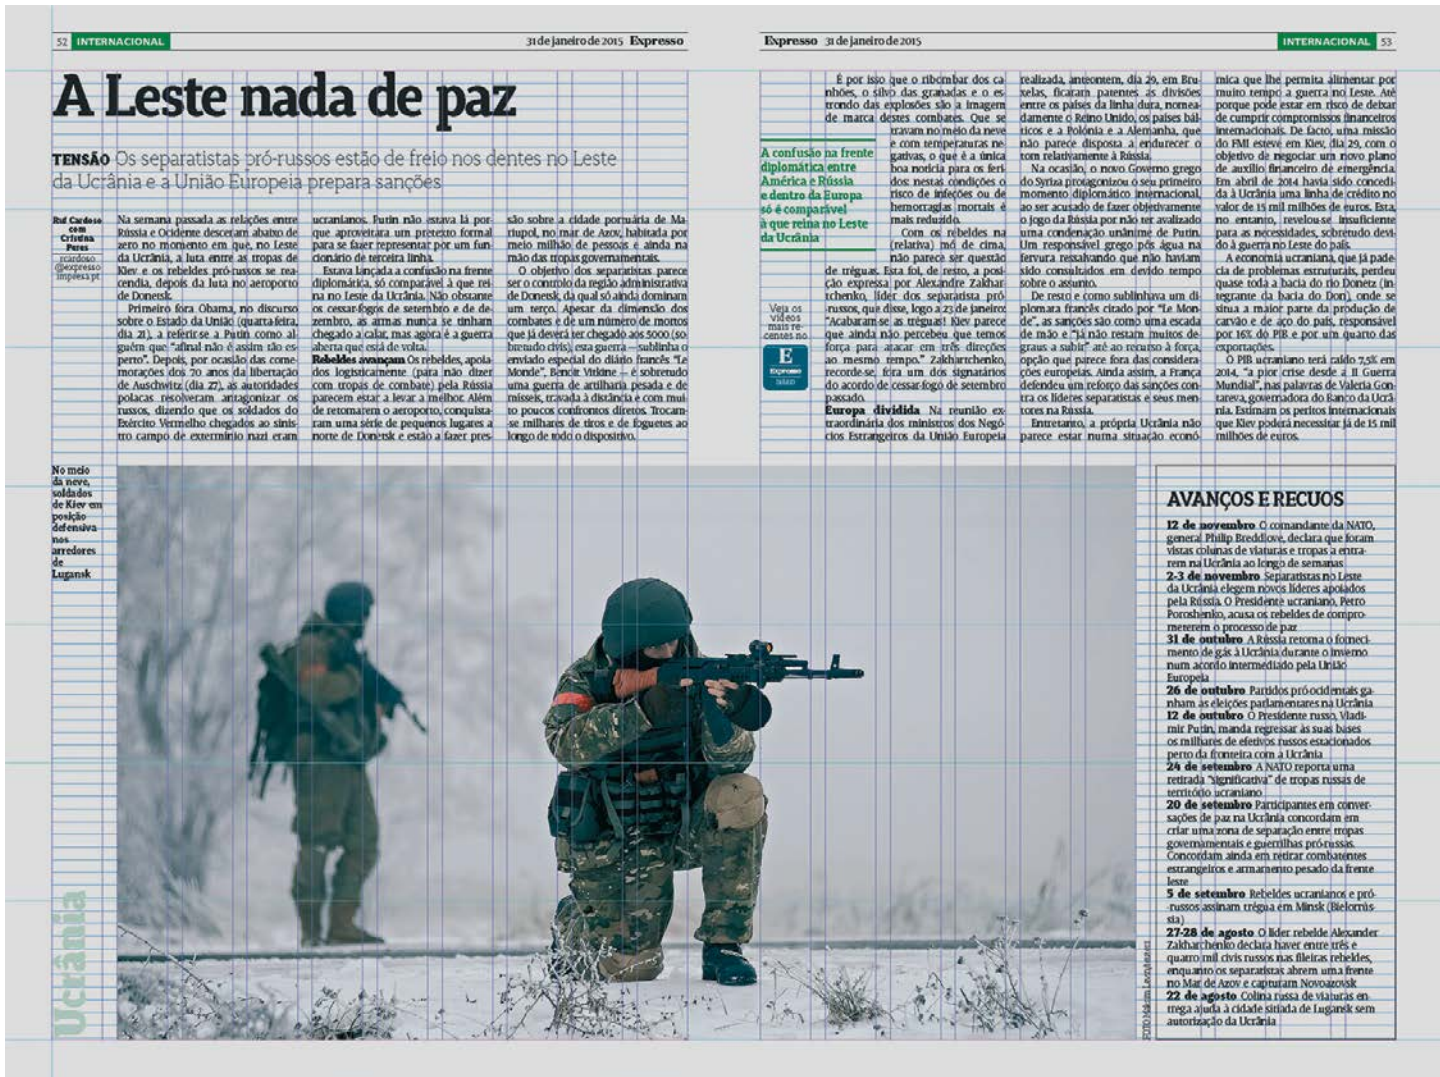 52 INTERNACIONAL
31 de janeiro de 2015 Expresso
A Leste nada de paz
TENSÃO Os separatistas pró-russos estão de freio nos dentes no Leste
da Ucrânia e a União Europeia prepara sanções
Rui Cardoso
com
Cristina
Peres
rcardoso
@expresso
impresa.pt
Na semana passada as relações entre
Rússia e Ocidente desceram abaixo de
zero no momento em que, no Leste
da Ucrânia, a luta entre as tropas de
Kiev e os rebeldes pró-russos se rea-
cendia, depois da luta no aeroporto
de Donetsk.
Primeiro fora Obama, no discurso
sobre o Estado da União (quarta-feira,
dia 21), a referir-se a Putin como al-
guém que “afinal não é assim tão es-
perto”. Depois, por ocasião das come-
morações dos 70 anos da libertação
de Auschwitz (dia 27), as autoridades
polacas resolveram antagonizar os
russos, dizendo que os soldados do
Exército Vermelho chegados ao sinis-
tro campo de extermínio nazi eram
ucranianos. Putin não estava lá por-
que aproveitara um pretexto formal
para se fazer representar por um fun-
cionário de terceira linha.
Estava lançada a confusão na frente
diplomática, só comparável à que rei-
na no Leste da Ucrânia. Não obstante
os cessar-fogos de setembro e de de-
zembro, as armas nunca se tinham
chegado a calar, mas agora é a guerra
aberta que está de volta.
Rebeldes avançam Os rebeldes, apoia-
dos logisticamente (para não dizer
com tropas de combate) pela Rússia
parecem estar a levar a melhor. Além
de retomarem o aeroporto, conquista-
ram uma série de pequenos lugares a
norte de Donetsk e estão a fazer pres-
são sobre a cidade portuária de Ma-
riupol, no mar de Azov, habitada por
meio milhão de pessoas e ainda na
mão das tropas governamentais.
O objetivo dos separatistas parece
ser o controlo da região administrativa
de Donetsk, da qual só ainda dominam
um terço. Apesar da dimensão dos
combates e de um número de mortos
que já deverá ter chegado aos 5000 (so-
bretudo civis), esta guerra — sublinha o
enviado especial do diário francês “Le
Monde”, Benoit Vitkine — é sobretudo
uma guerra de artilharia pesada e de
mísseis, travada à distância e com mui-
to poucos confrontos diretos. Trocam-
-se milhares de tiros e de foguetes ao
longo de todo o dispositivo.
No meio
da neve,
soldados
de Kiev em
posição
defensiva
nos
arredores
de
Lugansk
Ucrânia
Expresso 31 de janeiro de 2015
INTERNACIONAL 53
É por isso que o ribombar dos ca-
nhões, o silvo das granadas e o es-
trondo das explosões são a imagem
de marca destes combates. Que se
travam no meio da neve
e com temperaturas ne-
gativas, o que é a única
boa notícia para os feri-
dos: nestas condições o
risco de infeções ou de
hemorragias mortais é
mais reduzido.
Com os rebeldes na
(relativa) mó de cima,
não parece ser questão
de tréguas. Esta foi, de resto, a posi-
ção expressa por Alexandre Zakhar-
tchenko, líder dos separatista pró-
-russos, que disse, logo a 23 de janeiro:
“Acabaram-se as tréguas! Kiev parece
que ainda não percebeu que temos
força para atacar em três direções
ao mesmo tempo.” Zakhartchenko,
recorde-se, fora um dos signatários
do acordo de cessar-fogo de setembro
passado.
Europa dividida Na reunião ex-
traordinária dos ministros dos Negó-
cios Estrangeiros da União Europeia
A confusão na frente
diplomática entre
América e Rússia
e dentro da Europa
só é comparável
à que reina no Leste
da Ucrânia
Veja os
vídeos
mais re-
centes no
E
Expresso
DIÁRIO
realizada, anteontem, dia 29, em Bru-
xelas, ficaram patentes as divisões
entre os países da linha dura, nomea-
damente o Reino Unido, os países bál-
ticos e a Polónia e a Alemanha, que
não parece disposta a endurecer o
tom relativamente à Rússia.
Na ocasião, o novo Governo grego
do Syriza protagonizou o seu primeiro
momento diplomático internacional,
ao ser acusado de fazer objetivamente
o jogo da Rússia por não ter avalizado
uma condenação unânime de Putin.
Um responsável grego pôs água na
fervura ressalvando que não haviam
sido consultados em devido tempo
sobre o assunto.
De resto e como sublinhava um di-
plomara francês citado por “Le Mon-
de”, as sanções são como uma escada
de mão e “já não restam muitos de-
graus a subir” até ao recurso à força,
opção que parece fora das considera-
ções europeias. Ainda assim, a França
defendeu um reforço das sanções con-
tra os líderes separatistas e seus men-
tores na Rússia.
Entretanto, a própria Ucrânia não
parece estar numa situação econó-
mica que lhe permita alimentar por
muito tempo a guerra no Leste. Até
porque pode estar em risco de deixar
de cumprir compromissos financeiros
internacionais. De facto, uma missão
do FMI esteve em Kiev, dia 29, com o
objetivo de negociar um novo plano
de auxílio financeiro de emergência.
Em abril de 2014 havia sido concedi-
da à Ucrânia uma linha de crédito no
valor de 15 mil milhões de euros. Esta,
no entanto, revelou-se insuficiente
para as necessidades, sobretudo devi-
do à guerra no Leste do país.
A economia ucraniana, que já pade-
cia de problemas estruturais, perdeu
quase toda a bacia do rio Donetz (in-
tegrante da bacia do Don), onde se
situa a maior parte da produção de
carvão e de aço do país, responsável
por 16% do PIB e por um quarto das
exportações.
O PIB ucraniano terá caído 7,5% em
2014, “a pior crise desde a II Guerra
Mundial”, nas palavras de Valeria Gon-
tareva, governadora do Banco da Ucrâ-
nia. Estimam os peritos internacionais
que Kiev poderá necessitar já de 15 mil
milhões de euros.
AVANÇOS E RECUOS
12 de novembro O comandante da NATO,
general Philip Breddlove, declara que foram
vistas colunas de viaturas e tropas a entra-
rem na Ucrânia ao longo de semanas
2-3 de novembro Separatistas no Leste
da Ucrânia elegem novos líderes apoiados
pela Rússia. O Presidente ucraniano, Petro
Poroshenko, acusa os rebeldes de compro-
meterem o processo de paz
31 de outubro A Rússia retoma o forneci-
mento de gás à Ucrânia durante o inverno
num acordo intermediado pela União
Europeia
26 de outubro Partidos pró-ocidentais ga-
nham as eleições parlamentares na Ucrânia
12 de outubro O Presidente russo, Vladi-
mir Putin, manda regressar às suas bases
os milhares de efetivos russos estacionados
perto da fronteira com a Ucrânia
24 de setembro A NATO reporta uma
retirada “significativa” de tropas russas de
território ucraniano
20 de setembro Participantes em conver-
sações de paz na Ucrânia concordam em
criar uma zona de separação entre tropas
governamentais e guerrilhas pró-russas.
Concordam ainda em retirar combatentes
estrangeiros e armamento pesado da frente
leste
5 de setembro Rebeldes ucranianos e pró-
-russos assinam trégua em Minsk (Bielorrús-
sia)
27-28 de agosto O líder rebelde Alexander
Zakharchenko declara haver entre três e
quatro mil civis russos nas fileiras rebeldes,
enquanto os separatistas abrem uma frente
no Mar de Azov e capturam Novoazovsk
22 de agosto Coluna russa de viaturas en-
trega ajuda à cidade sitiada de Lugansk sem
autorização da Ucrânia
FOTO